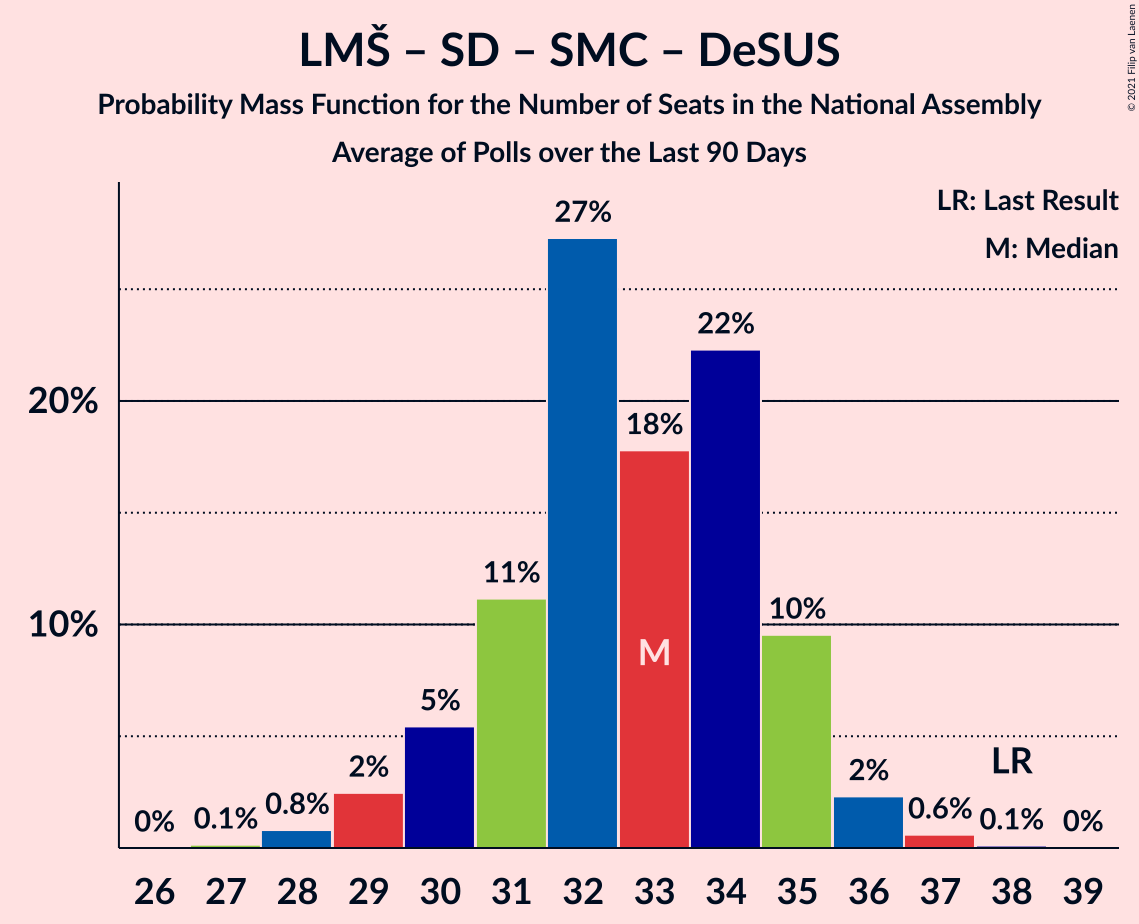 LMŠ – SD – SMC – DeSUS
Probability Mass Function for the Number of Seats in the National Assembly
Average of Polls over the Last 90 Days
© 2021 Filip van Laenen
LR: Last Result
M: Median
27%
22%
20%
18%
11%
10%
10%
M
5%
2%
LR
2%
0.8%
0.6%
0%
0.1%
0.1%
0%
26 27 28 29 30 31 32 33 34 35 36 37 38 39